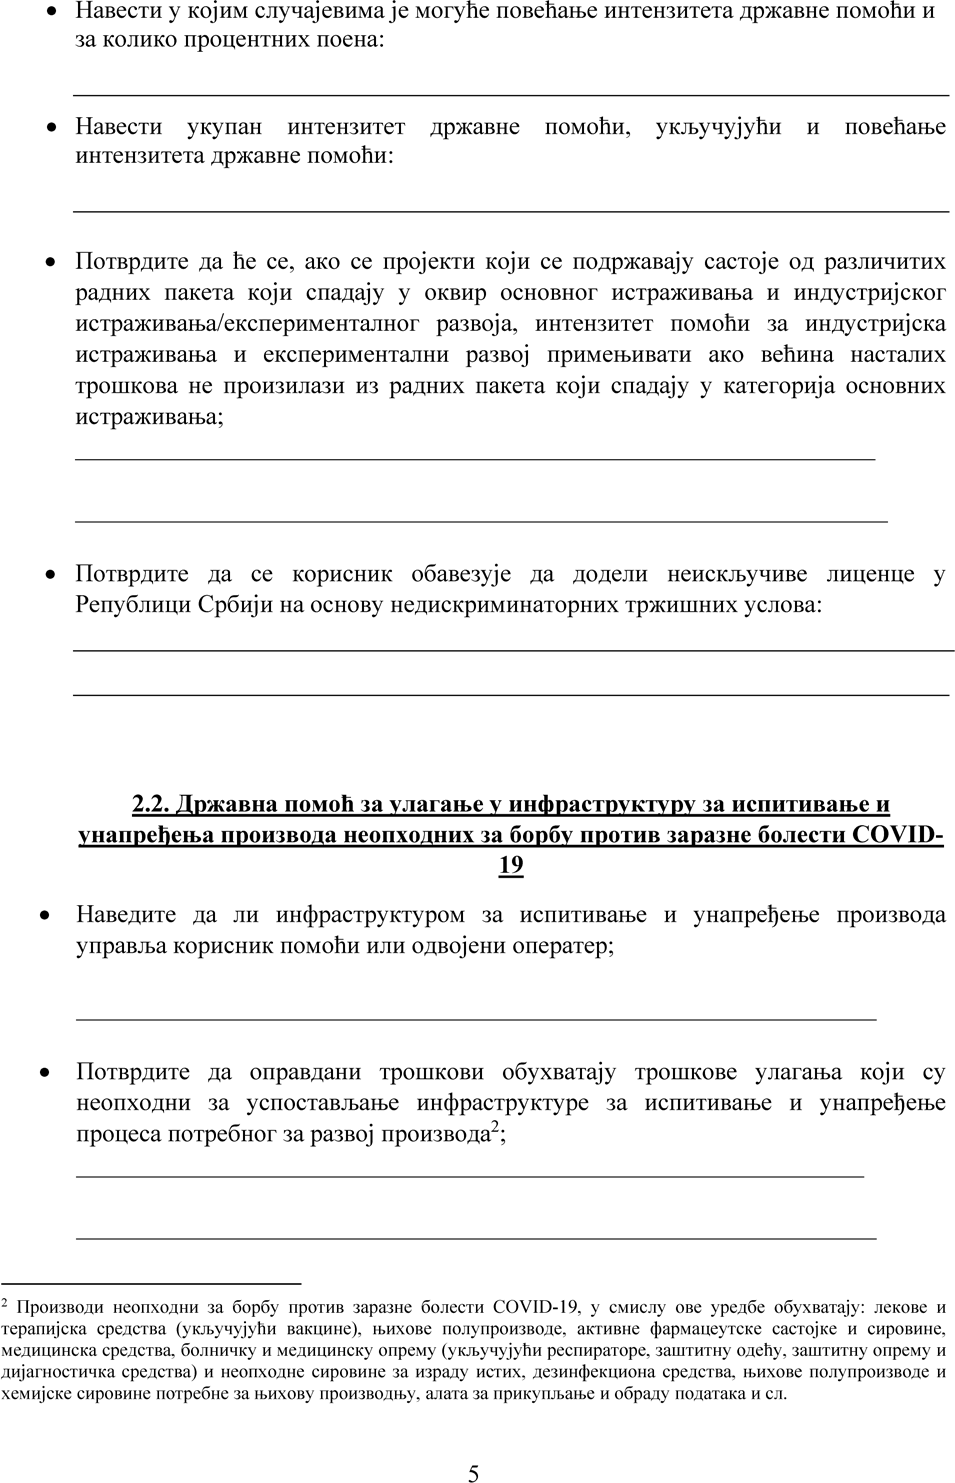 • Навести у којим случајевима је могуће повећање интензитета државне помоћи и
за колико процентних поена:
• Навести укупан интензитет државне помоћи, укључујући и повећање
интензитета државне помоћи:
• Потврдите да ће се, ако се пројекти који се подржавају састоје од различитих
радних пакета који спадају у оквир основног истраживања и индустријског
истраживања/експерименталног развоја, интензитет помоћи за индустријска
истраживања и експериментални развој примењивати ако већина насталих
трошкова не произилази из радних пакета који спадају у категорија основних
истраживања;
• Потврдите да се корисник обавезује да додели неискључиве лиценце у
Републици Србији на основу недискриминаторних тржишних услова:
2.2. Државна помоћ за улагање у инфраструктуру за испитивање и
унапређења производа неопходних за борбу против заразне болести COVID-
19
• Наведите да ли инфраструктуром за испитивање и унапређење производа
управља корисник помоћи или одвојени оператер;
• Потврдите да оправдани трошкови обухватају трошкове улагања који су
неопходни за успостављање инфраструктуре за испитивање и унапређење
процеса потребног за развој производа²;
² Производи неопходни за борбу против заразне болести COVID-19, у смислу ове уредбе обухватају: лекове и
терапијска средства (укључујући вакцине), њихове полупроизводе, активне фармацеутске састојке и сировине,
медицинска средства, болничку и медицинску опрему (укључујући респираторе, заштитну одећу, заштитну опрему и
дијагностичка средства) и неопходне сировине за израду истих, дезинфекциона средства, њихове полупроизводе и
хемијске сировине потребне за њихову производњу, алата за прикупљање и обраду података и сл.
5